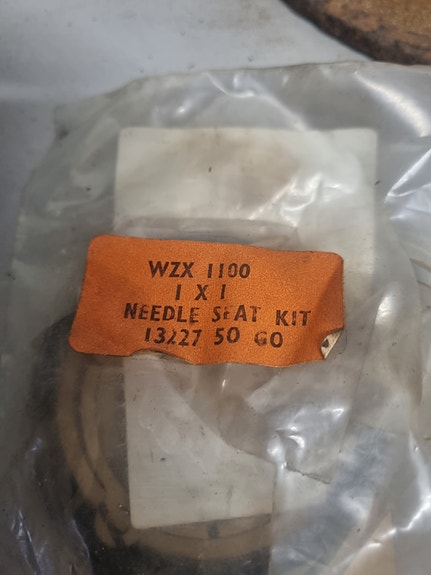 WZX 1100
1 X 1
NEEDLE SEAT KIT
13227 50 GO